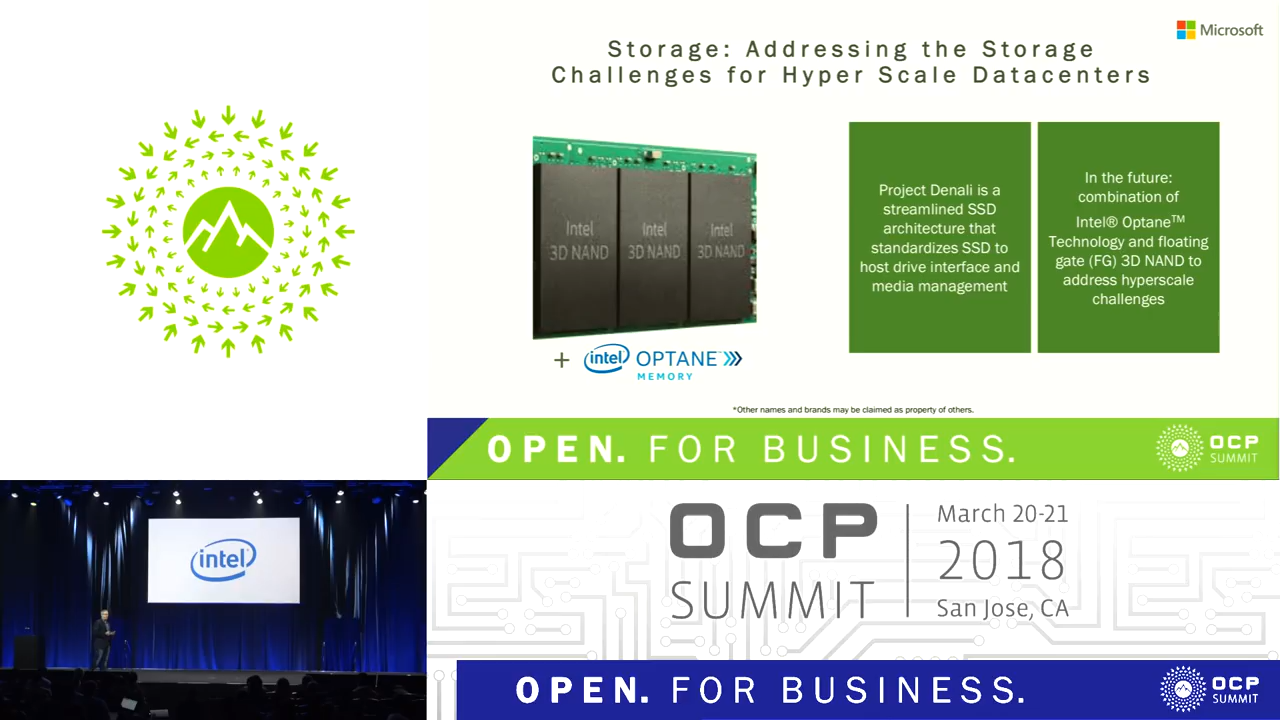 Microsoft
Storage: Addressing the Storage
Challenges for Hyper Scale Datacenters
Intel
3D NAND
Intel
3D NAND
Intel
3D NAND
+ intel OPTANE™
MEMORY
Project Denali is a
streamlined SSD
architecture that
standardizes SSD to
host drive interface and
media management
In the future:
combination of
Intel® Optane™
Technology and floating
gate (FG) 3D NAND to
address hyperscale
challenges
*Other names and brands may be claimed as property of others.
OPEN. FOR BUSINESS.
OCP
SUMMIT
intel
OCP
SUMMIT
March 20-21
2018
San Jose, CA
OPEN. FOR BUSINESS.
OCP
SUMMIT